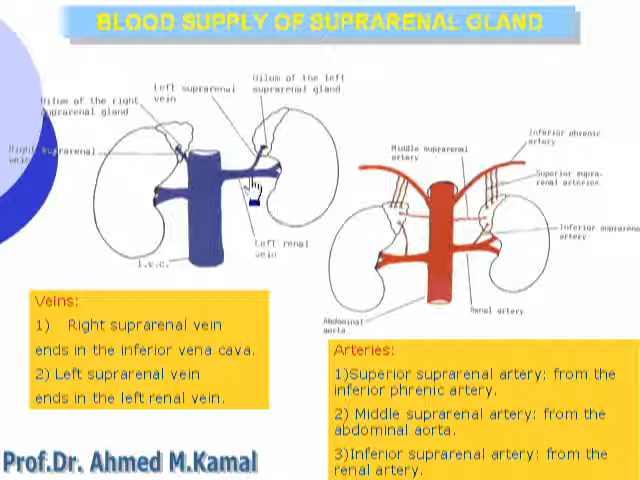 BLOOD SUPPLY OF SUPRARENAL GLAND
Hilum of the left
suprarenal gland
Left suprarenal
vein
Hilum of the right
suprarenal gland
Right suprarenal
vein
Left renal
vein
I.v.c.
Inferior phrenic
artery
Middle suprarenal
artery
Superior supra-
renal arteries
Inferior suprarenal
artery
Renal artery
Abdominal
aorta
Veins:
1) Right suprarenal vein
ends in the inferior vena cava.
2) Left suprarenal vein
ends in the left renal vein.
Arteries:
1)Superior suprarenal artery: from the
inferior phrenic artery.
2) Middle suprarenal artery: from the
abdominal aorta.
3)Inferior suprarenal artery: from the
renal artery.
Prof.Dr. Ahmed M.Kamal